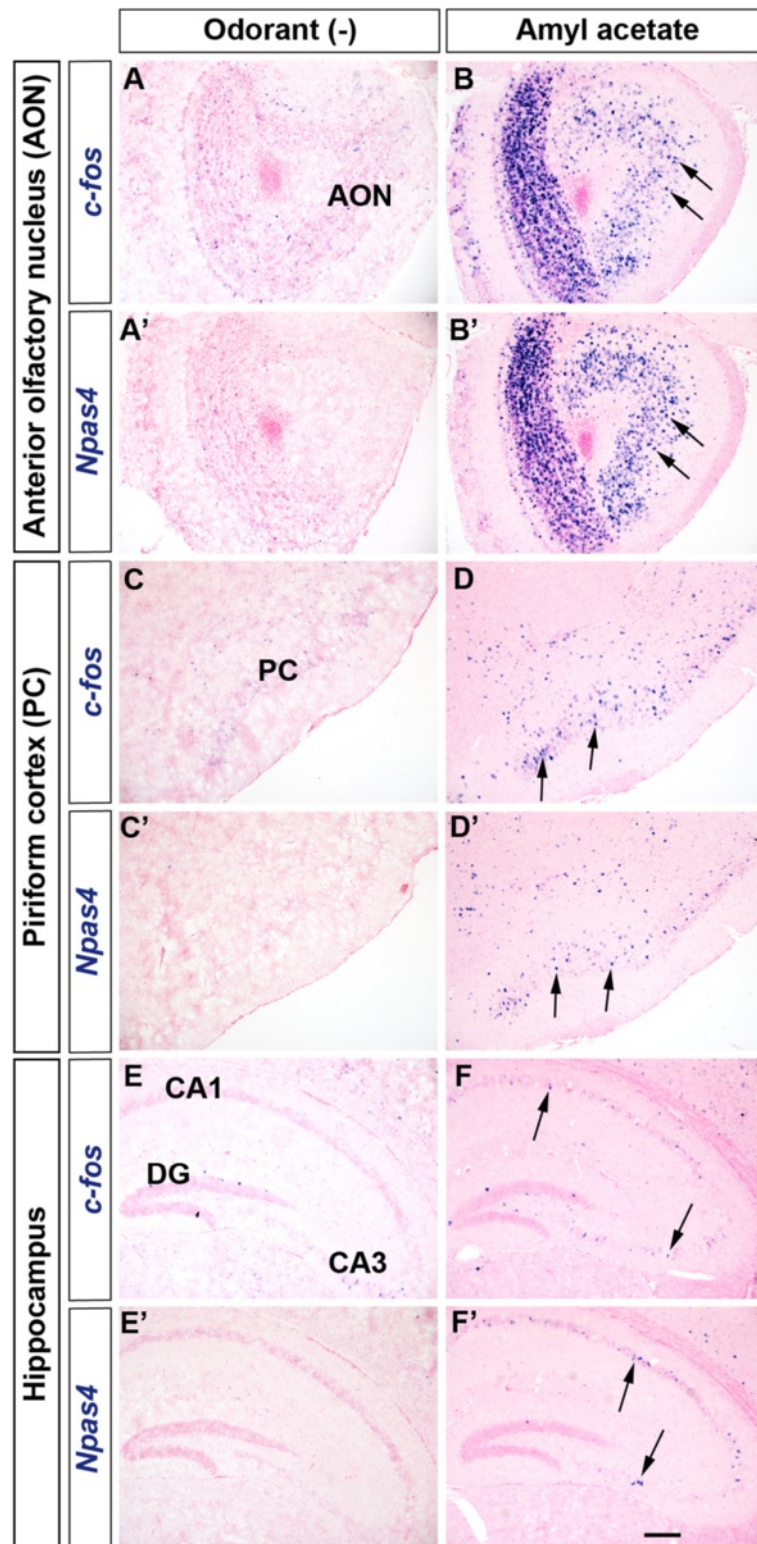 Odorant (-)
Amyl acetate
Anterior olfactory nucleus (AON)
c-fos
A
AON
B
Npas4
A’
B’
Piriform cortex (PC)
c-fos
C
PC
D
Npas4
C’
D’
Hippocampus
c-fos
E
CA1
DG
CA3
F
Npas4
E’
F’